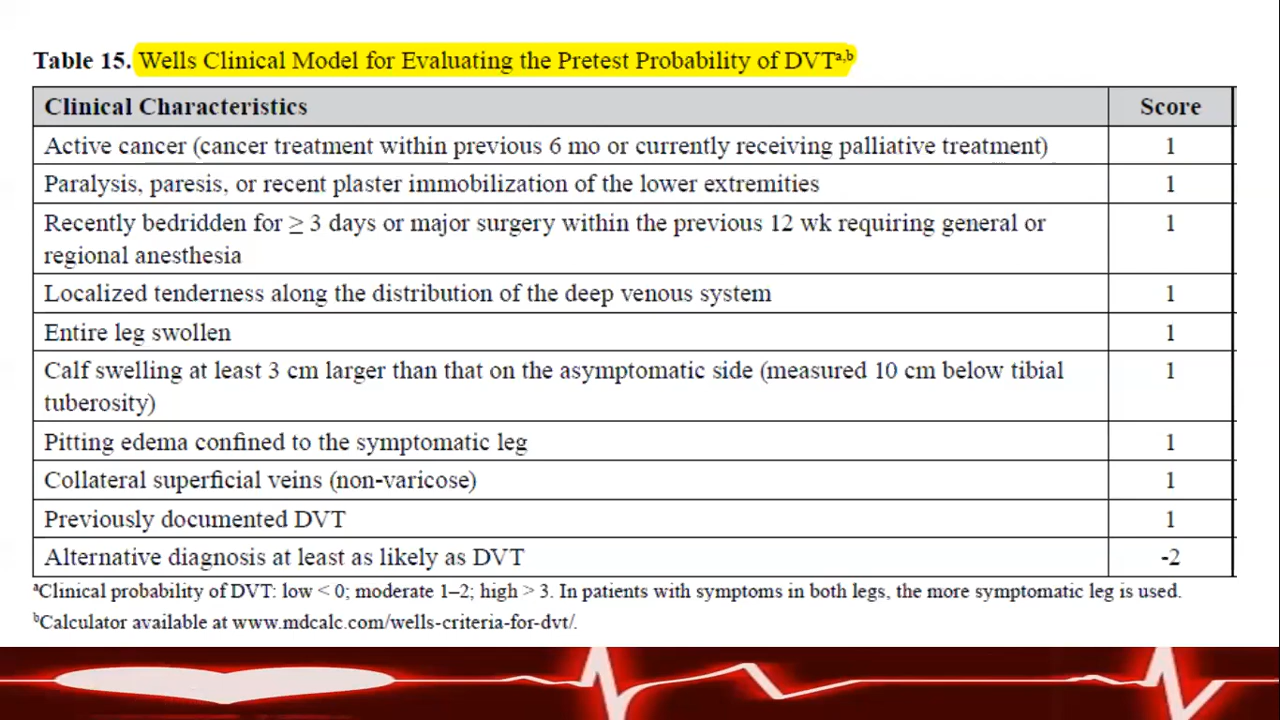 Table 15. Wells Clinical Model for Evaluating the Pretest Probability of DVTa,b
Clinical Characteristics Score
Active cancer (cancer treatment within previous 6 mo or currently receiving palliative treatment) 1
Paralysis, paresis, or recent plaster immobilization of the lower extremities 1
Recently bedridden for ≥ 3 days or major surgery within the previous 12 wk requiring general or 1
regional anesthesia
Localized tenderness along the distribution of the deep venous system 1
Entire leg swollen 1
Calf swelling at least 3 cm larger than that on the asymptomatic side (measured 10 cm below tibial 1
tuberosity)
Pitting edema confined to the symptomatic leg 1
Collateral superficial veins (non-varicose) 1
Previously documented DVT 1
Alternative diagnosis at least as likely as DVT -2
aClinical probability of DVT: low < 0; moderate 1–2; high > 3. In patients with symptoms in both legs, the more symptomatic leg is used.
bCalculator available at www.mdcalc.com/wells-criteria-for-dvt/.